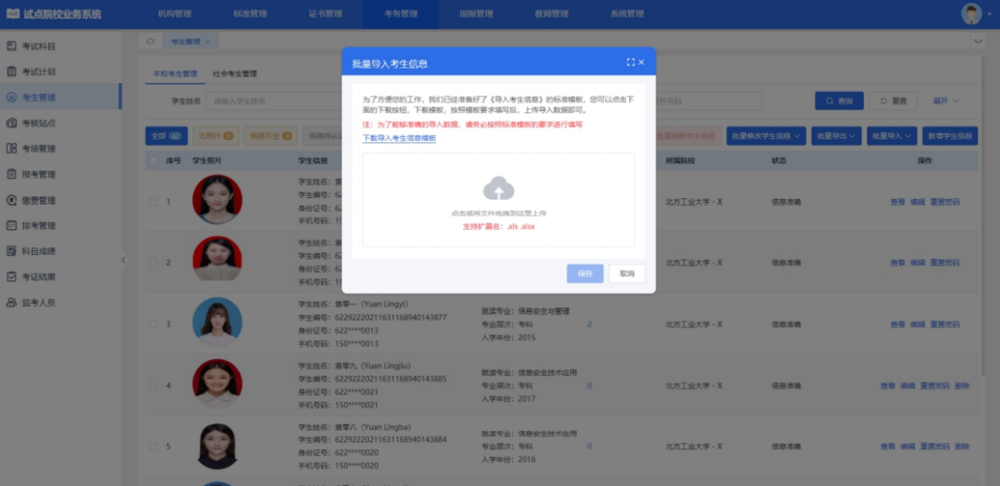 试点院校业务系统
机构管理 标准管理 证书管理 考务管理 周报管理 教师管理 系统管理
考试科目
考试计划
考生管理
考核站点
考场管理
报考管理
缴费管理
排考管理
科目成绩
考证结果
监考人员
考生管理 ×
本校考生管理 社会考生管理
学生姓名 请输入学生姓名
件号码
查询 重置 展开
全部 42 无照片 0 信息不全 0 信息待认
批量删除学生信息 批量修改学生信息 批量导出 批量导入 新增学生信息
序号 学生照片 学生信息 所属院校 状态 操作
批量导入考生信息
为了方便您的工作，我们已经准备好了《导入考生信息》的标准模板，您可以点击下
面的下载按钮，下载模板，按照模板要求填写后，上传导入数据即可。
注：为了能够准确的导入数据，请务必按照标准模板的要求进行填写
下载导入考生信息模板
点击或将文件拖拽到这里上传
支持扩展名：.xls .xlsx
保存 取消
1
学生姓名：
学生编号：62
身份证号：62
手机号码：15
北方工业大学 - X 信息准确 查看 编辑 重置密码
2
学生姓名：
学生编号：62
身份证号：62
手机号码：15
北方工业大学 - X 信息准确 查看 编辑 重置密码
3
学生姓名：袁零一（Yuan Lingyi）
学生编号：62292220211631168940143877
身份证号：622****0013
手机号码：150****0013
就读专业：信息安全与管理
专业层次：专科
入学年份：2015
2 北方工业大学 - X 信息准确 查看 编辑 重置密码
4
学生姓名：袁零九（Yuan Lingjiu）
学生编号：62292220211631168940143885
身份证号：622****0021
手机号码：150****0021
就读专业：信息安全技术应用
专业层次：专科
入学年份：2017
0 北方工业大学 - X 信息准确 查看 编辑 重置密码 删除
5
学生姓名：袁零八（Yuan Lingba）
学生编号：62292220211631168940143884
身份证号：622****0020
手机号码：150****0020
就读专业：信息安全技术应用
专业层次：专科
入学年份：2016
0 北方工业大学 - X 信息准确 查看 编辑 重置密码 删除